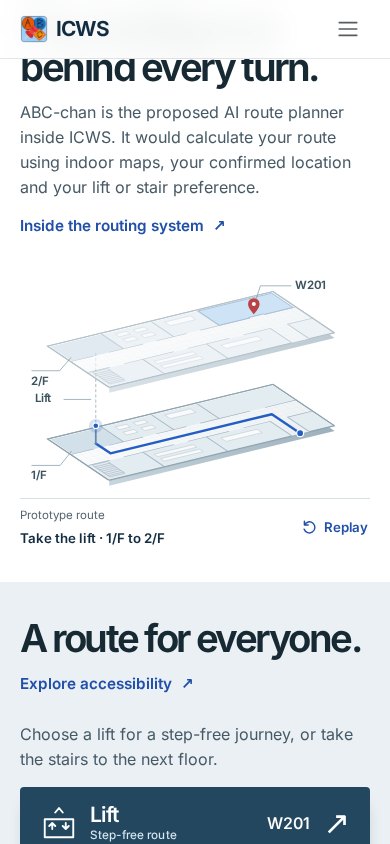 ICWS
behind every turn.
ABC-chan is the proposed AI route planner
inside ICWS. It would calculate your route
using indoor maps, your confirmed location
and your lift or stair preference.
Inside the routing system ↗
W201
2/F
Lift
1/F
Prototype route
Take the lift · 1/F to 2/F
Replay
A route for everyone.
Explore accessibility ↗
Choose a lift for a step-free journey, or take
the stairs to the next floor.
Lift
Step-free route
W201 ↗